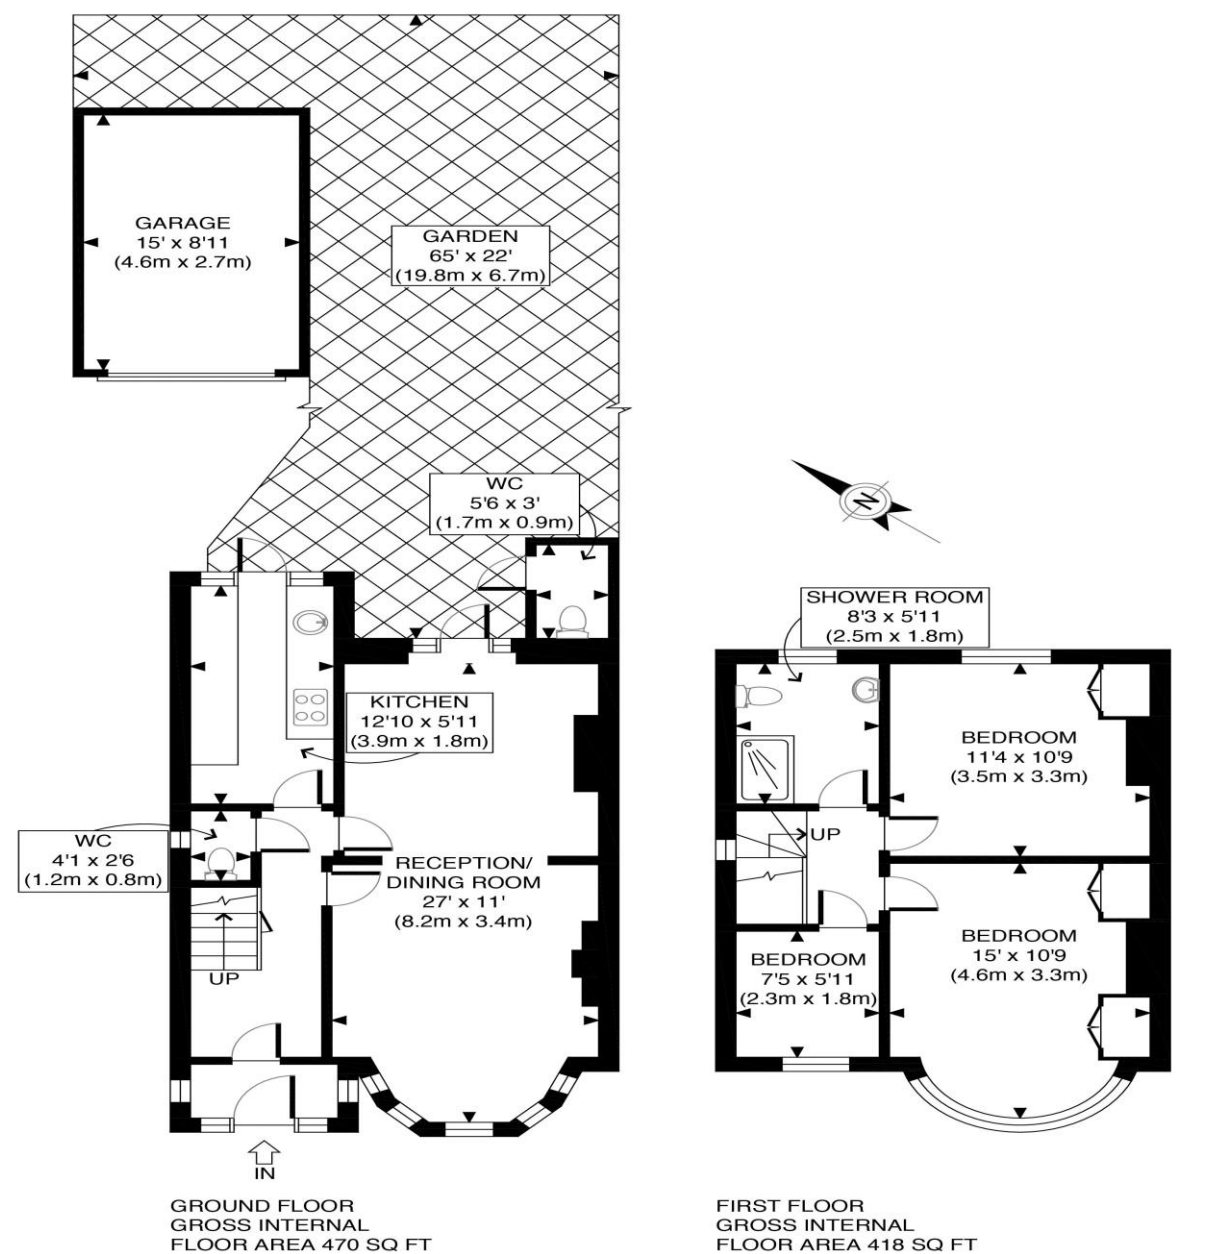 GARAGE
15' x 8'11
(4.6m x 2.7m)
GARDEN
65' x 22'
(19.8m x 6.7m)
WC
5'6 x 3'
(1.7m x 0.9m)
N
SHOWER ROOM
8'3 x 5'11
(2.5m x 1.8m)
KITCHEN
12'10 x 5'11
(3.9m x 1.8m)
BEDROOM
11'4 x 10'9
(3.5m x 3.3m)
WC
4'1 x 2'6
(1.2m x 0.8m)
UP
RECEPTION/
DINING ROOM
27' x 11'
(8.2m x 3.4m)
UP
BEDROOM
15' x 10'9
(4.6m x 3.3m)
BEDROOM
7'5 x 5'11
(2.3m x 1.8m)
IN
GROUND FLOOR
GROSS INTERNAL
FLOOR AREA 470 SQ FT
FIRST FLOOR
GROSS INTERNAL
FLOOR AREA 418 SQ FT